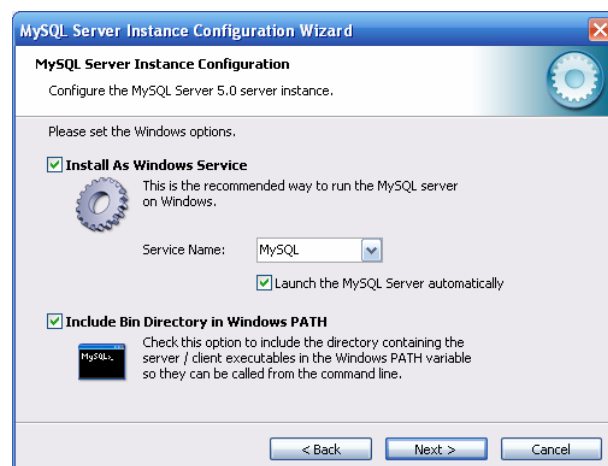 MySQL Server Instance Configuration Wizard
MySQL Server Instance Configuration
Configure the MySQL Server 5.0 server instance.
Please set the Windows options.
Install As Windows Service
This is the recommended way to run the MySQL server
on Windows.
Service Name: MySQL
Launch the MySQL Server automatically
Include Bin Directory in Windows PATH
MySQL>_
Check this option to include the directory containing the
server / client executables in the Windows PATH variable
so they can be called from the command line.
< Back Next > Cancel